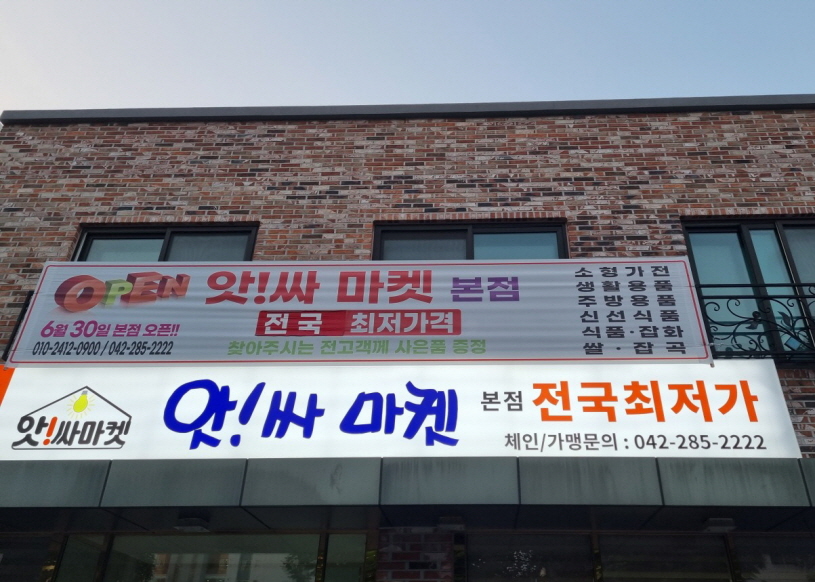 OPEN 앗!싸 마켓 본점
전국 최저가격
6월 30일 본점 오픈!!
010-2412-0900 / 042-285-2222
찾아주시는 전고객께 사은품 증정
소형가전
생활용품
주방용품
신선식품
식품·잡화
쌀·잡곡
앗!싸마켓
앗!싸 마켓 본점 전국최저가
체인/가맹문의 : 042-285-2222